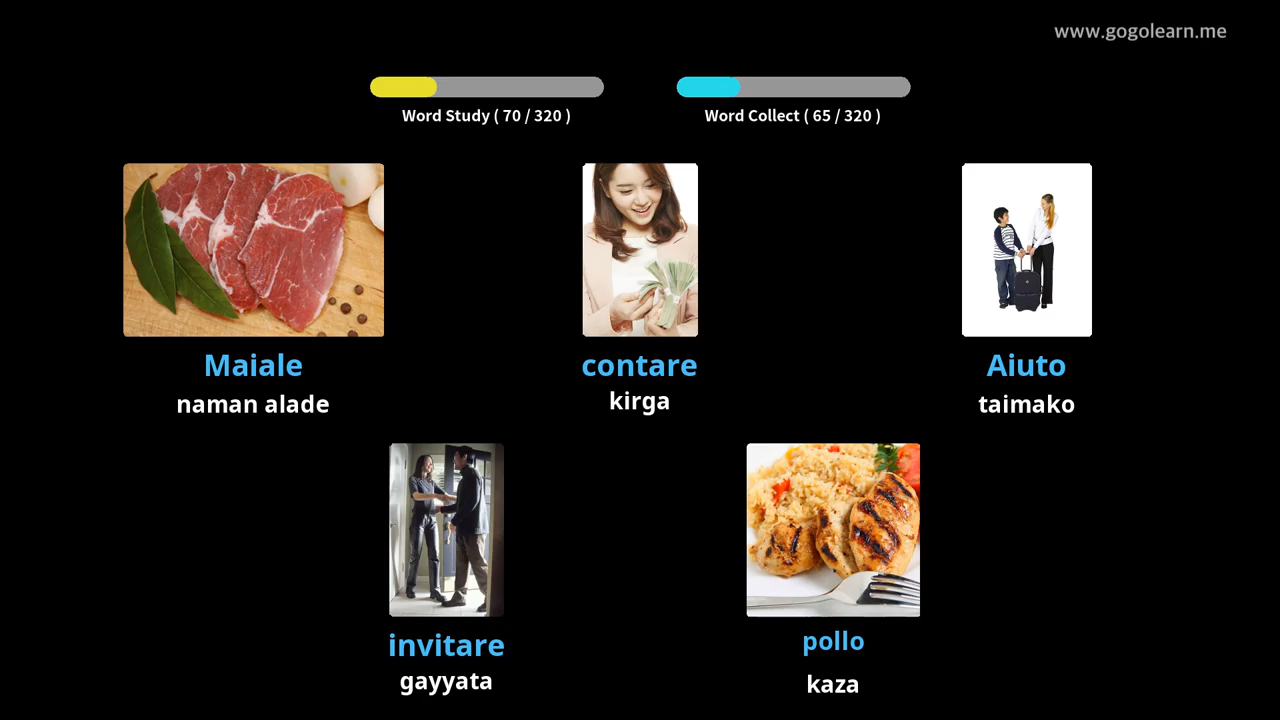 www.gogolearn.me
Word Study ( 70 / 320 )
Word Collect ( 65 / 320 )
Maiale
naman alade
contare
kirga
Aiuto
taimako
invitare
gayyata
pollo
kaza